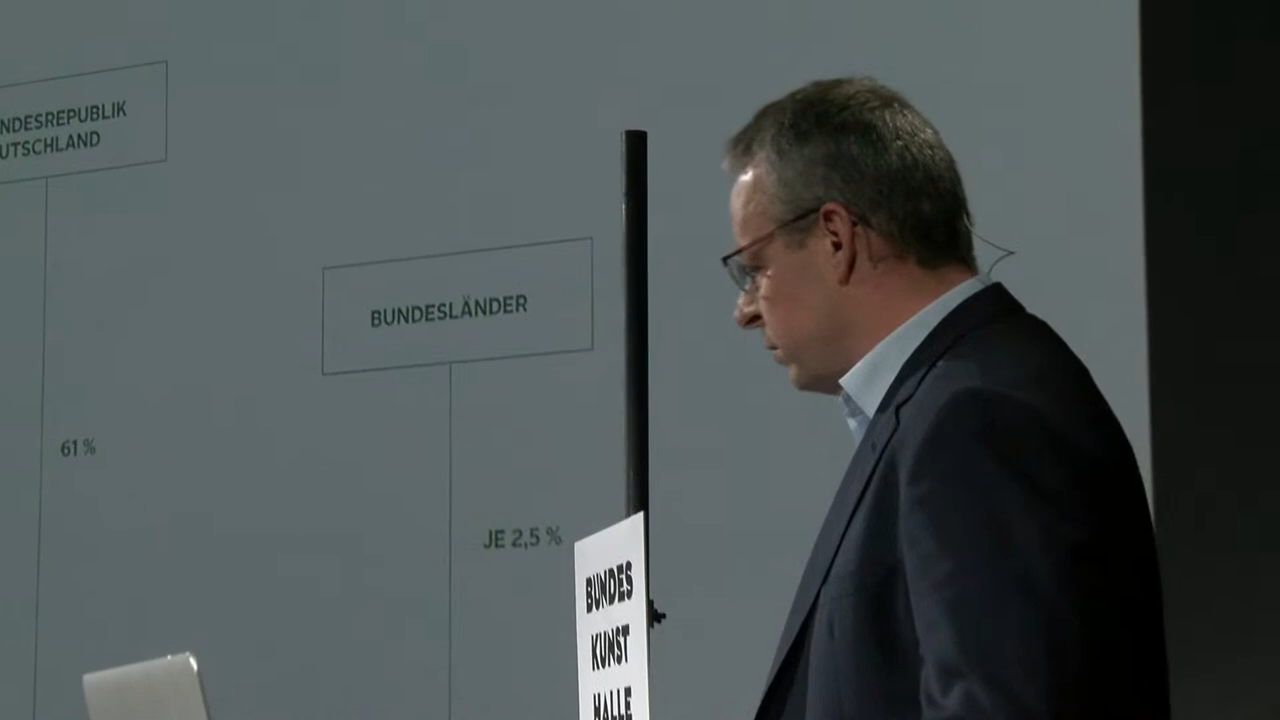 NDESREPUBLIK
UTSCHLAND
BUNDESLÄNDER
61 %
JE 2,5 %
BUNDES
KUNST
HALLE